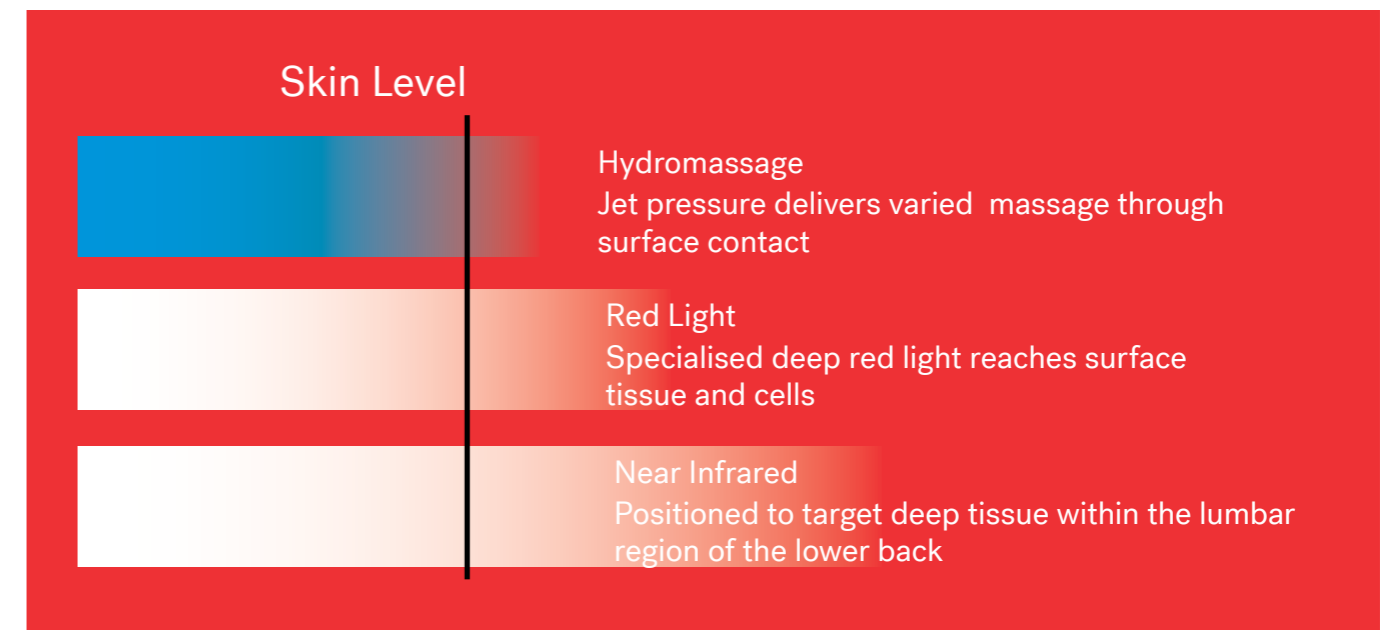 Skin Level
Hydromassage
Jet pressure delivers varied  massage through
surface contact
Red Light
Specialised deep red light reaches surface
tissue and cells
Near Infrared
Positioned to target deep tissue within the lumbar
region of the lower back